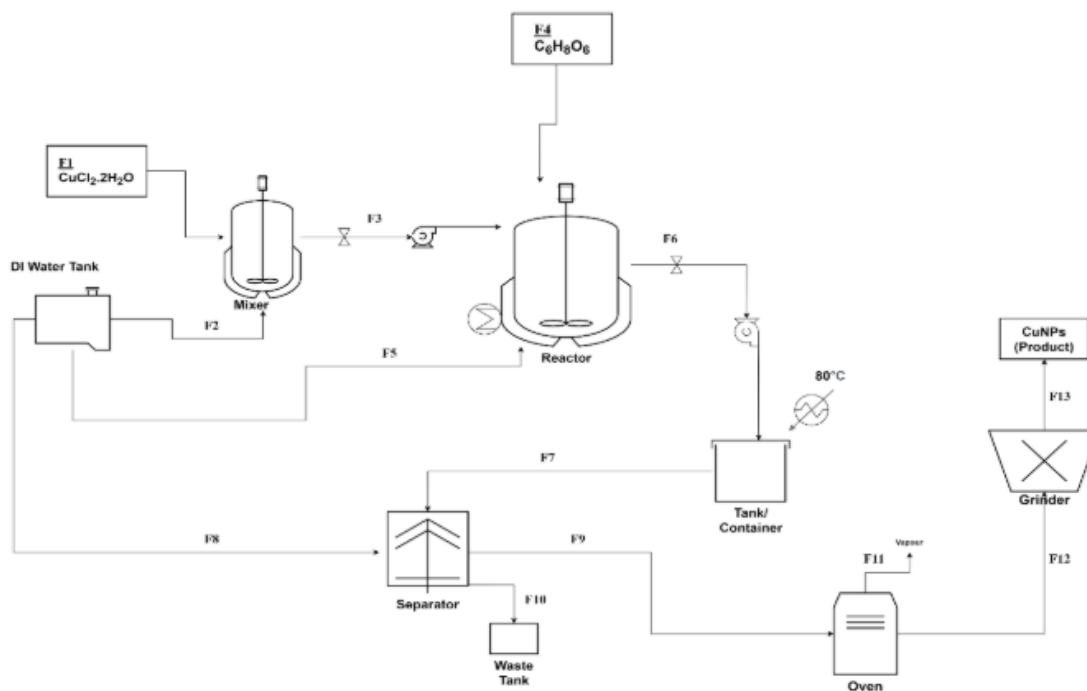 F4
C₆H₈O₆
F1
CuCl₂.2H₂O
F3
F6
DI Water Tank
Mixer
F2
F5
Reactor
CuNPs
(Product)
80°C
F13
F7
Grinder
Tank/
Container
F8
F9
Vapour
F11
F12
Separator
F10
Waste
Tank
Oven